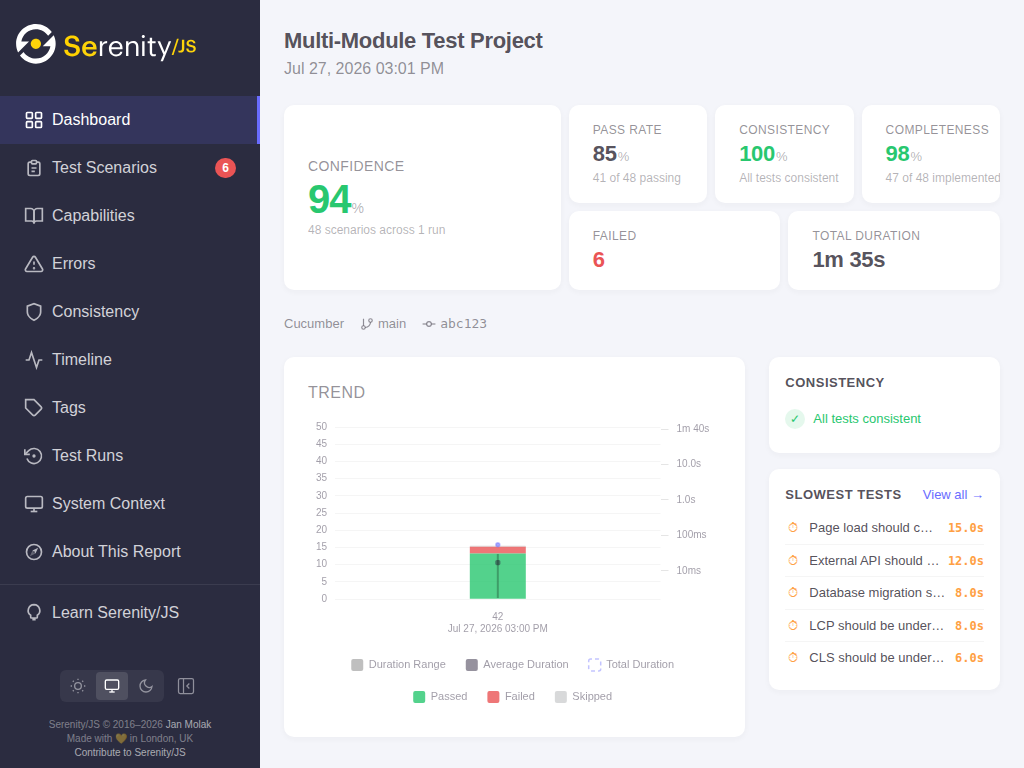 Serenity/JS
Dashboard
Test Scenarios 6
Capabilities
Errors
Consistency
Timeline
Tags
Test Runs
System Context
About This Report
Learn Serenity/JS
Serenity/JS © 2016–2026 Jan Molak
Made with 💛 in London, UK
Contribute to Serenity/JS
Multi-Module Test Project
Jul 27, 2026 03:01 PM
CONFIDENCE
94%
48 scenarios across 1 run
PASS RATE
85%
41 of 48 passing
CONSISTENCY
100%
All tests consistent
COMPLETENESS
98%
47 of 48 implemented
FAILED
6
TOTAL DURATION
1m 35s
Cucumber main abc123
TREND
50
45
40
35
30
25
20
15
10
5
0
1m 40s
10.0s
1.0s
100ms
10ms
42
Jul 27, 2026 03:00 PM
Duration Range Average Duration Total Duration
Passed Failed Skipped
CONSISTENCY
✓ All tests consistent
SLOWEST TESTS View all →
Page load should c… 15.0s
External API should … 12.0s
Database migration s… 8.0s
LCP should be under… 8.0s
CLS should be under… 6.0s